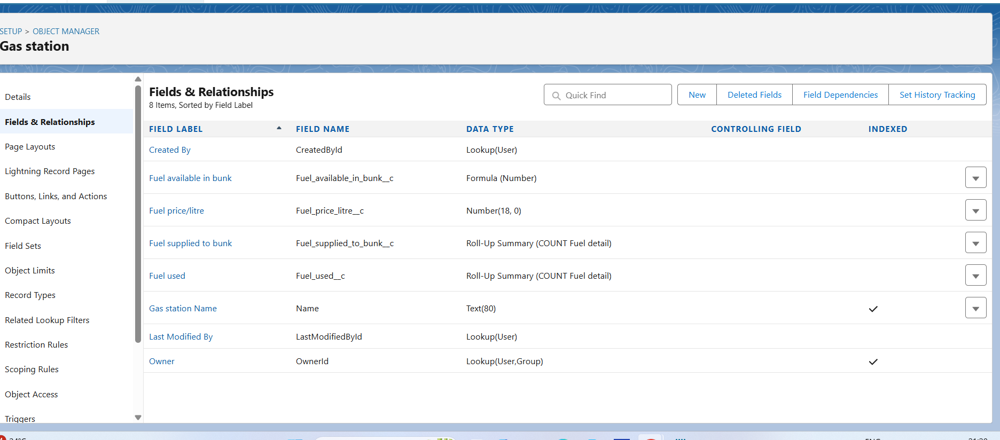 SETUP > OBJECT MANAGER
Gas station
Details
Fields & Relationships
Page Layouts
Lightning Record Pages
Buttons, Links, and Actions
Compact Layouts
Field Sets
Object Limits
Record Types
Related Lookup Filters
Restriction Rules
Scoping Rules
Object Access
Triggers
Fields & Relationships
8 Items, Sorted by Field Label
Quick Find
New Deleted Fields Field Dependencies Set History Tracking
FIELD LABEL FIELD NAME DATA TYPE CONTROLLING FIELD INDEXED
Created By CreatedById Lookup(User)
Fuel available in bunk Fuel_available_in_bunk__c Formula (Number)
Fuel price/litre Fuel_price_litre__c Number(18, 0)
Fuel supplied to bunk Fuel_supplied_to_bunk__c Roll-Up Summary (COUNT Fuel detail)
Fuel used Fuel_used__c Roll-Up Summary (COUNT Fuel detail)
Gas station Name Name Text(80)
Last Modified By LastModifiedById Lookup(User)
Owner OwnerId Lookup(User,Group)